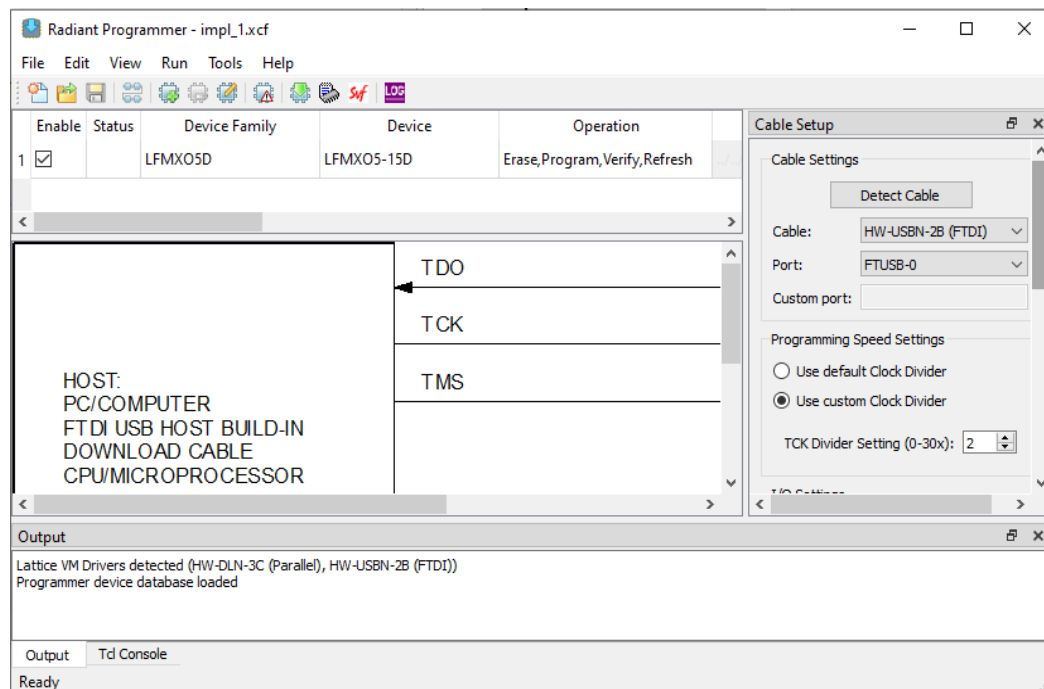 Radiant Programmer - impl_1.xcf
File Edit View Run Tools Help
Svf LOG
Enable Status Device Family Device Operation
1 LFMXO5D LFMXO5-15D Erase,Program,Verify,Refresh
TDO
TCK
TMS
HOST:
PC/COMPUTER
FTDI USB HOST BUILD-IN
DOWNLOAD CABLE
CPU/MICROPROCESSOR
Cable Setup
Cable Settings
Detect Cable
Cable: HW-USBN-2B (FTDI)
Port: FTUSB-0
Custom port:
Programming Speed Settings
Use default Clock Divider
Use custom Clock Divider
TCK Divider Setting (0-30x): 2
I/O Settings
Output
Lattice VM Drivers detected (HW-DLN-3C (Parallel), HW-USBN-2B (FTDI))
Programmer device database loaded
Output Tcl Console
Ready